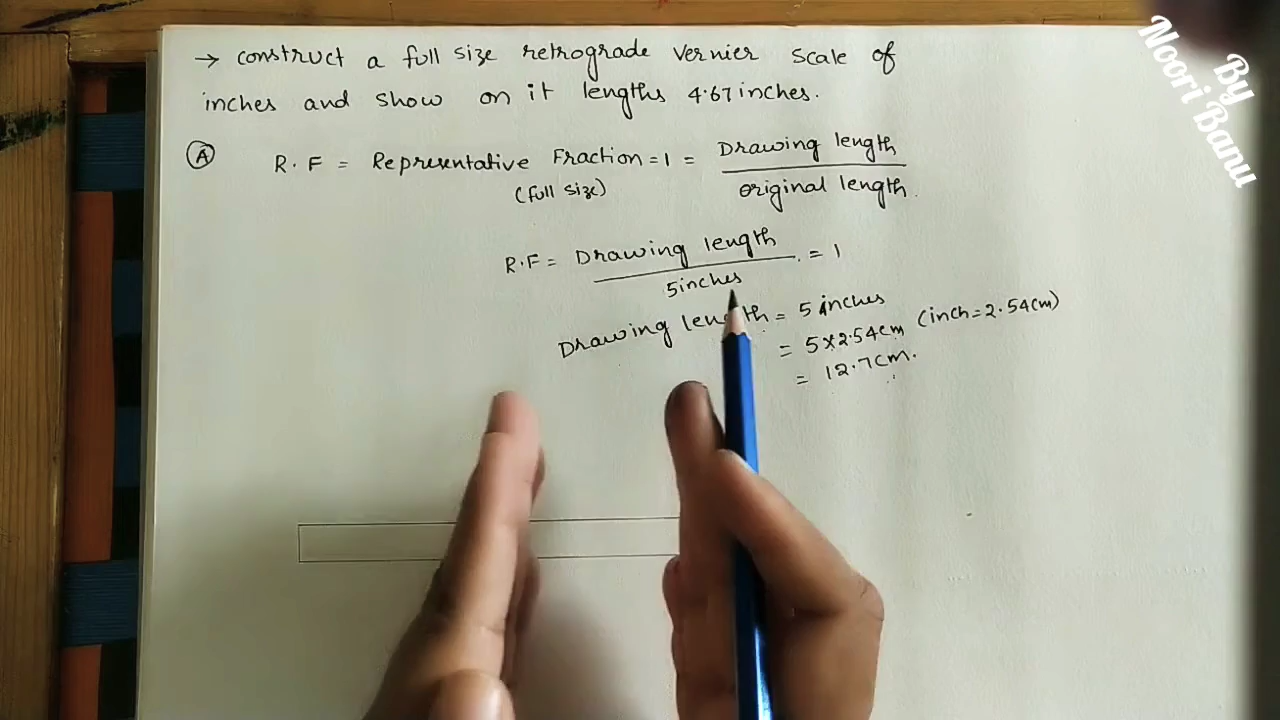 → construct a full size retrograde vernier scale of
inches and show on it lengths 4.67 inches.
A R.F = Representative Fraction = 1 = Drawing length
(full size) original length.
R.F = Drawing length = 1
5 inches
Drawing length = 5 inches
= 5×2.54cm (inch = 2.54cm)
= 12.7cm.
By
Noori Banu